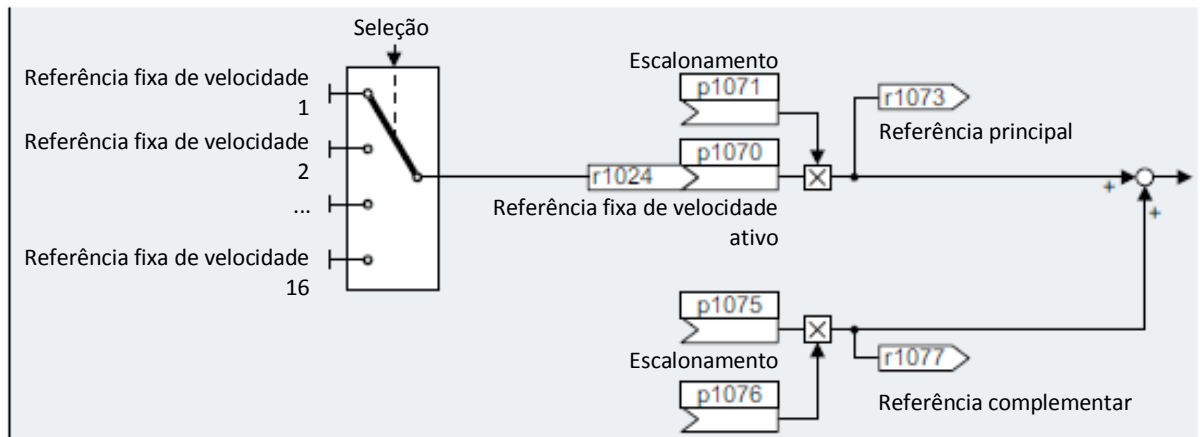 Seleção
Referência fixa de velocidade
1
Referência fixa de velocidade
2
...
Referência fixa de velocidade
16
Escalonamento
p1071
r1073
Referência principal
p1070
r1024
Referência fixa de velocidade
ativo
+
+
p1075
Escalonamento
r1077
p1076
Referência complementar